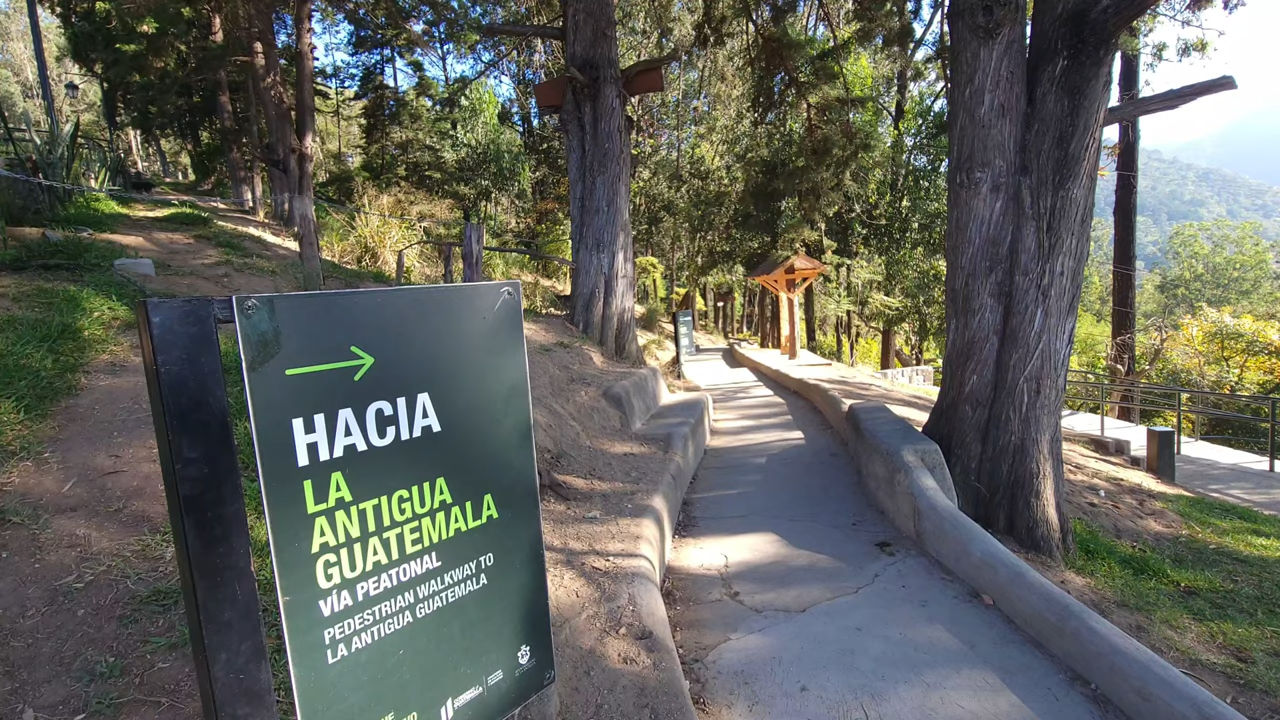 HACIA
LA
ANTIGUA
GUATEMALA
VÍA PEATONAL
PEDESTRIAN WALKWAY TO
LA ANTIGUA GUATEMALA